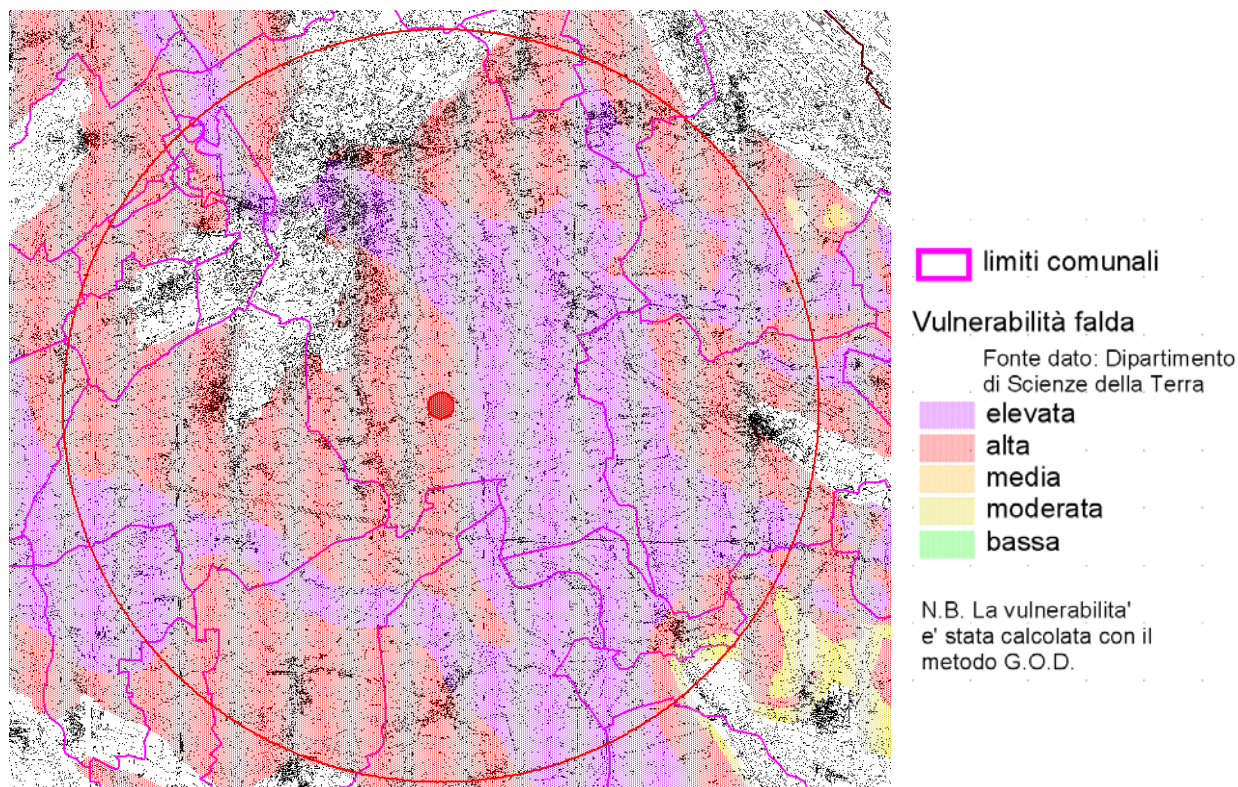 limiti comunali
Vulnerabilità falda
Fonte dato: Dipartimento
di Scienze della Terra
elevata
alta
media
moderata
bassa
N.B. La vulnerabilita'
e' stata calcolata con il
metodo G.O.D.